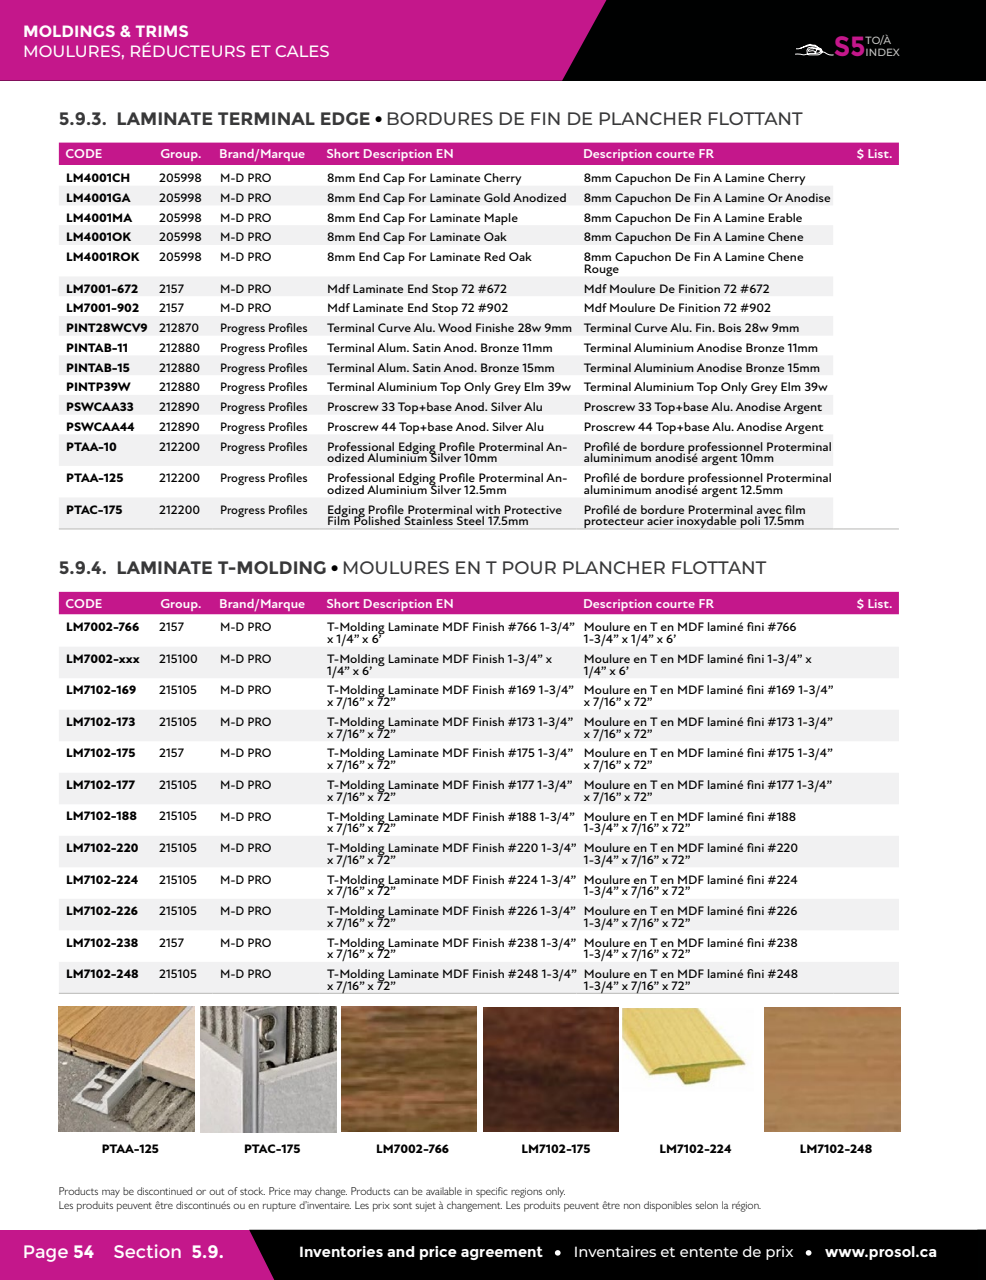 MOLDINGS & TRIMS
MOULURES, RÉDUCTEURS ET CALES
S5 TO/À INDEX
5.9.3. LAMINATE TERMINAL EDGE • BORDURES DE FIN DE PLANCHER FLOTTANT
CODE Group. Brand/Marque Short Description EN Description courte FR $ List.
LM4001CH 205998 M-D PRO 8mm End Cap For Laminate Cherry 8mm Capuchon De Fin A Lamine Cherry
LM4001GA 205998 M-D PRO 8mm End Cap For Laminate Gold Anodized 8mm Capuchon De Fin A Lamine Or Anodise
LM4001MA 205998 M-D PRO 8mm End Cap For Laminate Maple 8mm Capuchon De Fin A Lamine Erable
LM4001OK 205998 M-D PRO 8mm End Cap For Laminate Oak 8mm Capuchon De Fin A Lamine Chene
LM4001ROK 205998 M-D PRO 8mm End Cap For Laminate Red Oak 8mm Capuchon De Fin A Lamine Chene
Rouge
LM7001-672 2157 M-D PRO Mdf Laminate End Stop 72 #672 Mdf Moulure De Finition 72 #672
LM7001-902 2157 M-D PRO Mdf Laminate End Stop 72 #902 Mdf Moulure De Finition 72 #902
PINT28WCV9 212870 Progress Profiles Terminal Curve Alu. Wood Finishe 28w 9mm Terminal Curve Alu. Fin. Bois 28w 9mm
PINTAB-11 212880 Progress Profiles Terminal Alum. Satin Anod. Bronze 11mm Terminal Aluminium Anodise Bronze 11mm
PINTAB-15 212880 Progress Profiles Terminal Alum. Satin Anod. Bronze 15mm Terminal Aluminium Anodise Bronze 15mm
PINTP39W 212880 Progress Profiles Terminal Aluminium Top Only Grey Elm 39w Terminal Aluminium Top Only Grey Elm 39w
PSWCAA33 212890 Progress Profiles Proscrew 33 Top+base Anod. Silver Alu Proscrew 33 Top+base Alu. Anodise Argent
PSWCAA44 212890 Progress Profiles Proscrew 44 Top+base Anod. Silver Alu Proscrew 44 Top+base Alu. Anodise Argent
PTAA-10 212200 Progress Profiles Professional Edging Profile Proterminal An- Profilé de bordure professionnel Proterminal
odized Aluminium Silver 10mm aluminimum anodisé argent 10mm
PTAA-125 212200 Progress Profiles Professional Edging Profile Proterminal An- Profilé de bordure professionnel Proterminal
odized Aluminium Silver 12.5mm aluminimum anodisé argent 12.5mm
PTAC-175 212200 Progress Profiles Edging Profile Proterminal with Protective Profilé de bordure Proterminal avec film
Film Polished Stainless Steel 17.5mm protecteur acier inoxydable poli 17.5mm
5.9.4. LAMINATE T-MOLDING • MOULURES EN T POUR PLANCHER FLOTTANT
CODE Group. Brand/Marque Short Description EN Description courte FR $ List.
LM7002-766 2157 M-D PRO T-Molding Laminate MDF Finish #766 1-3/4” Moulure en T en MDF laminé fini #766
x 1/4” x 6’ 1-3/4” x 1/4” x 6’
LM7002-xxx 215100 M-D PRO T-Molding Laminate MDF Finish 1-3/4” x Moulure en T en MDF laminé fini 1-3/4” x
1/4” x 6’ 1/4” x 6’
LM7102-169 215105 M-D PRO T-Molding Laminate MDF Finish #169 1-3/4” Moulure en T en MDF laminé fini #169 1-3/4”
x 7/16” x 72” x 7/16” x 72”
LM7102-173 215105 M-D PRO T-Molding Laminate MDF Finish #173 1-3/4” Moulure en T en MDF laminé fini #173 1-3/4”
x 7/16” x 72” x 7/16” x 72”
LM7102-175 2157 M-D PRO T-Molding Laminate MDF Finish #175 1-3/4” Moulure en T en MDF laminé fini #175 1-3/4”
x 7/16” x 72” x 7/16” x 72”
LM7102-177 215105 M-D PRO T-Molding Laminate MDF Finish #177 1-3/4” Moulure en T en MDF laminé fini #177 1-3/4”
x 7/16” x 72” x 7/16” x 72”
LM7102-188 215105 M-D PRO T-Molding Laminate MDF Finish #188 1-3/4” Moulure en T en MDF laminé fini #188
x 7/16” x 72” 1-3/4” x 7/16” x 72”
LM7102-220 215105 M-D PRO T-Molding Laminate MDF Finish #220 1-3/4” Moulure en T en MDF laminé fini #220
x 7/16” x 72” 1-3/4” x 7/16” x 72”
LM7102-224 215105 M-D PRO T-Molding Laminate MDF Finish #224 1-3/4” Moulure en T en MDF laminé fini #224
x 7/16” x 72” 1-3/4” x 7/16” x 72”
LM7102-226 215105 M-D PRO T-Molding Laminate MDF Finish #226 1-3/4” Moulure en T en MDF laminé fini #226
x 7/16” x 72” 1-3/4” x 7/16” x 72”
LM7102-238 2157 M-D PRO T-Molding Laminate MDF Finish #238 1-3/4” Moulure en T en MDF laminé fini #238
x 7/16” x 72” 1-3/4” x 7/16” x 72”
LM7102-248 215105 M-D PRO T-Molding Laminate MDF Finish #248 1-3/4” Moulure en T en MDF laminé fini #248
x 7/16” x 72” 1-3/4” x 7/16” x 72”
PTAA-125 PTAC-175 LM7002-766 LM7102-175 LM7102-224 LM7102-248
Products may be discontinued or out of stock. Price may change. Products can be available in specific regions only.
Les produits peuvent être discontinués ou en rupture d’inventaire. Les prix sont sujet à changement. Les produits peuvent être non disponibles selon la région.
Page 54 Section 5.9. Inventories and price agreement • Inventaires et entente de prix • www.prosol.ca